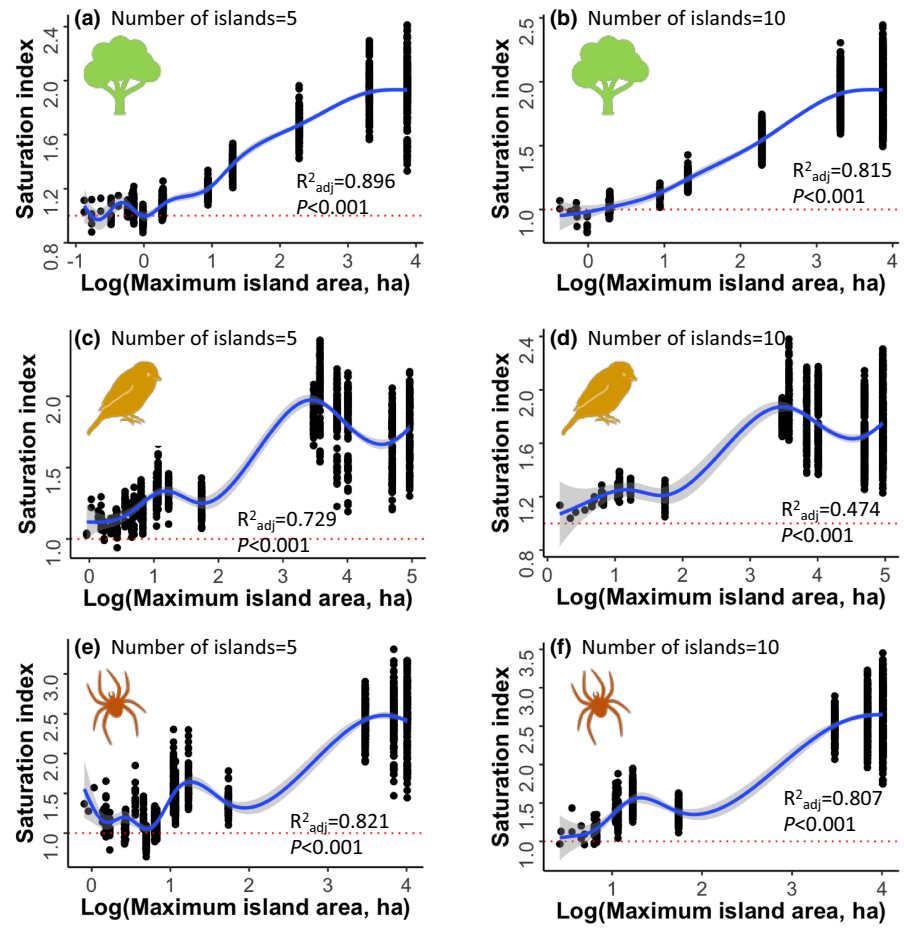 (a) Number of islands=5
Saturation index
2.4
2.0
1.6
1.2
0.8
R²adj=0.896
P<0.001
-1 0 1 2 3 4
Log(Maximum island area, ha)
(b) Number of islands=10
Saturation index
2.5
2.0
1.5
1.0
R²adj=0.815
P<0.001
0 1 2 3 4
Log(Maximum island area, ha)
(c) Number of islands=5
Saturation index
2.0
1.5
1.0
R²adj=0.729
P<0.001
0 1 2 3 4 5
Log(Maximum island area, ha)
(d) Number of islands=10
Saturation index
2.4
2.0
1.6
1.2
0.8
R²adj=0.474
P<0.001
0 1 2 3 4 5
Log(Maximum island area, ha)
(e) Number of islands=5
Saturation index
3.0
2.5
2.0
1.5
1.0
R²adj=0.821
P<0.001
0 1 2 3 4
Log(Maximum island area, ha)
(f) Number of islands=10
Saturation index
3.5
3.0
2.5
2.0
1.5
1.0
R²adj=0.807
P<0.001
1 2 3 4
Log(Maximum island area, ha)